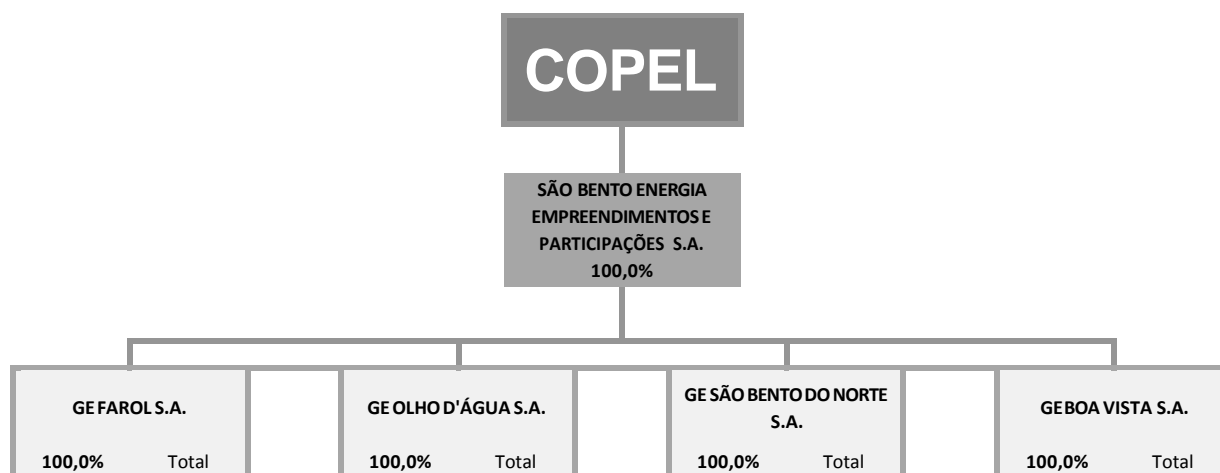 COPEL
SÃO BENTO ENERGIA
EMPREENDIMENTOS E
PARTICIPAÇÕES S.A.
100,0%
GE FAROL S.A.
100,0% Total
GE OLHO D'ÁGUA S.A.
100,0% Total
GE SÃO BENTO DO NORTE
S.A.
100,0% Total
GE BOA VISTA S.A.
100,0% Total